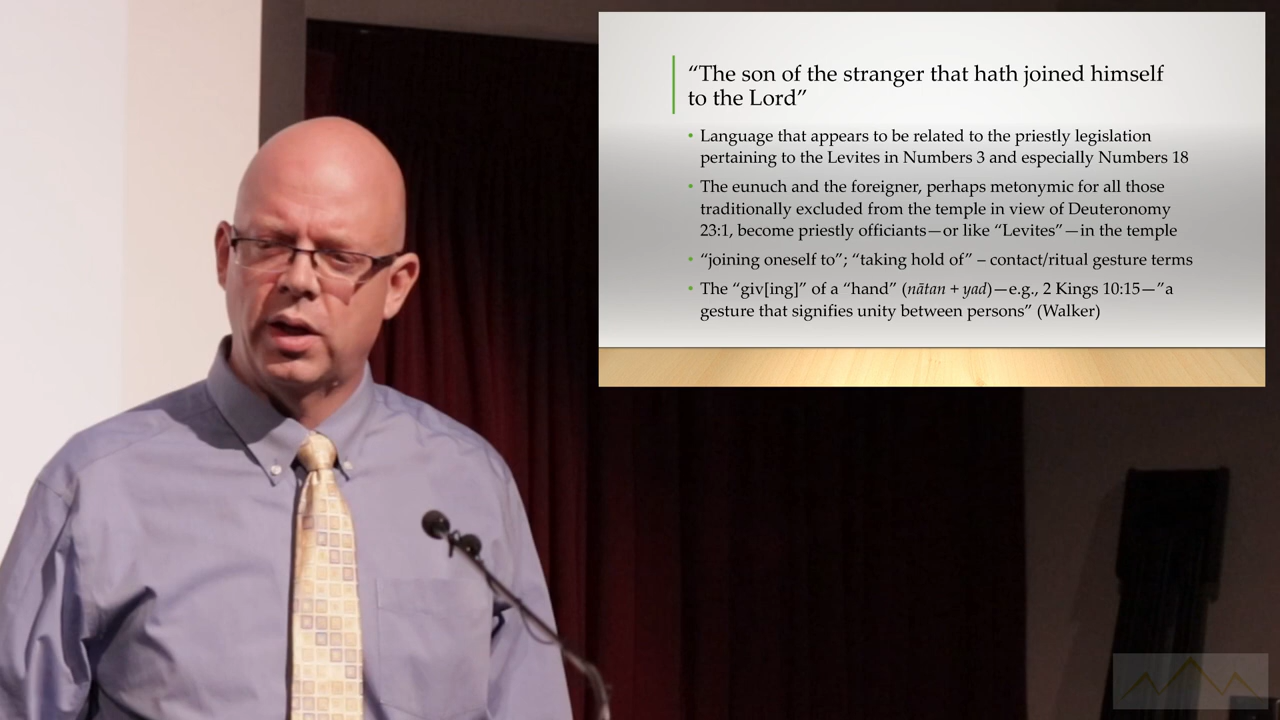 “The son of the stranger that hath joined himself
to the Lord”
• Language that appears to be related to the priestly legislation
pertaining to the Levites in Numbers 3 and especially Numbers 18
• The eunuch and the foreigner, perhaps metonymic for all those
traditionally excluded from the temple in view of Deuteronomy
23:1, become priestly officiants—or like “Levites”—in the temple
• “joining oneself to”; “taking hold of” – contact/ritual gesture terms
• The “giv[ing]” of a “hand” (nātan + yad)—e.g., 2 Kings 10:15—”a
gesture that signifies unity between persons” (Walker)